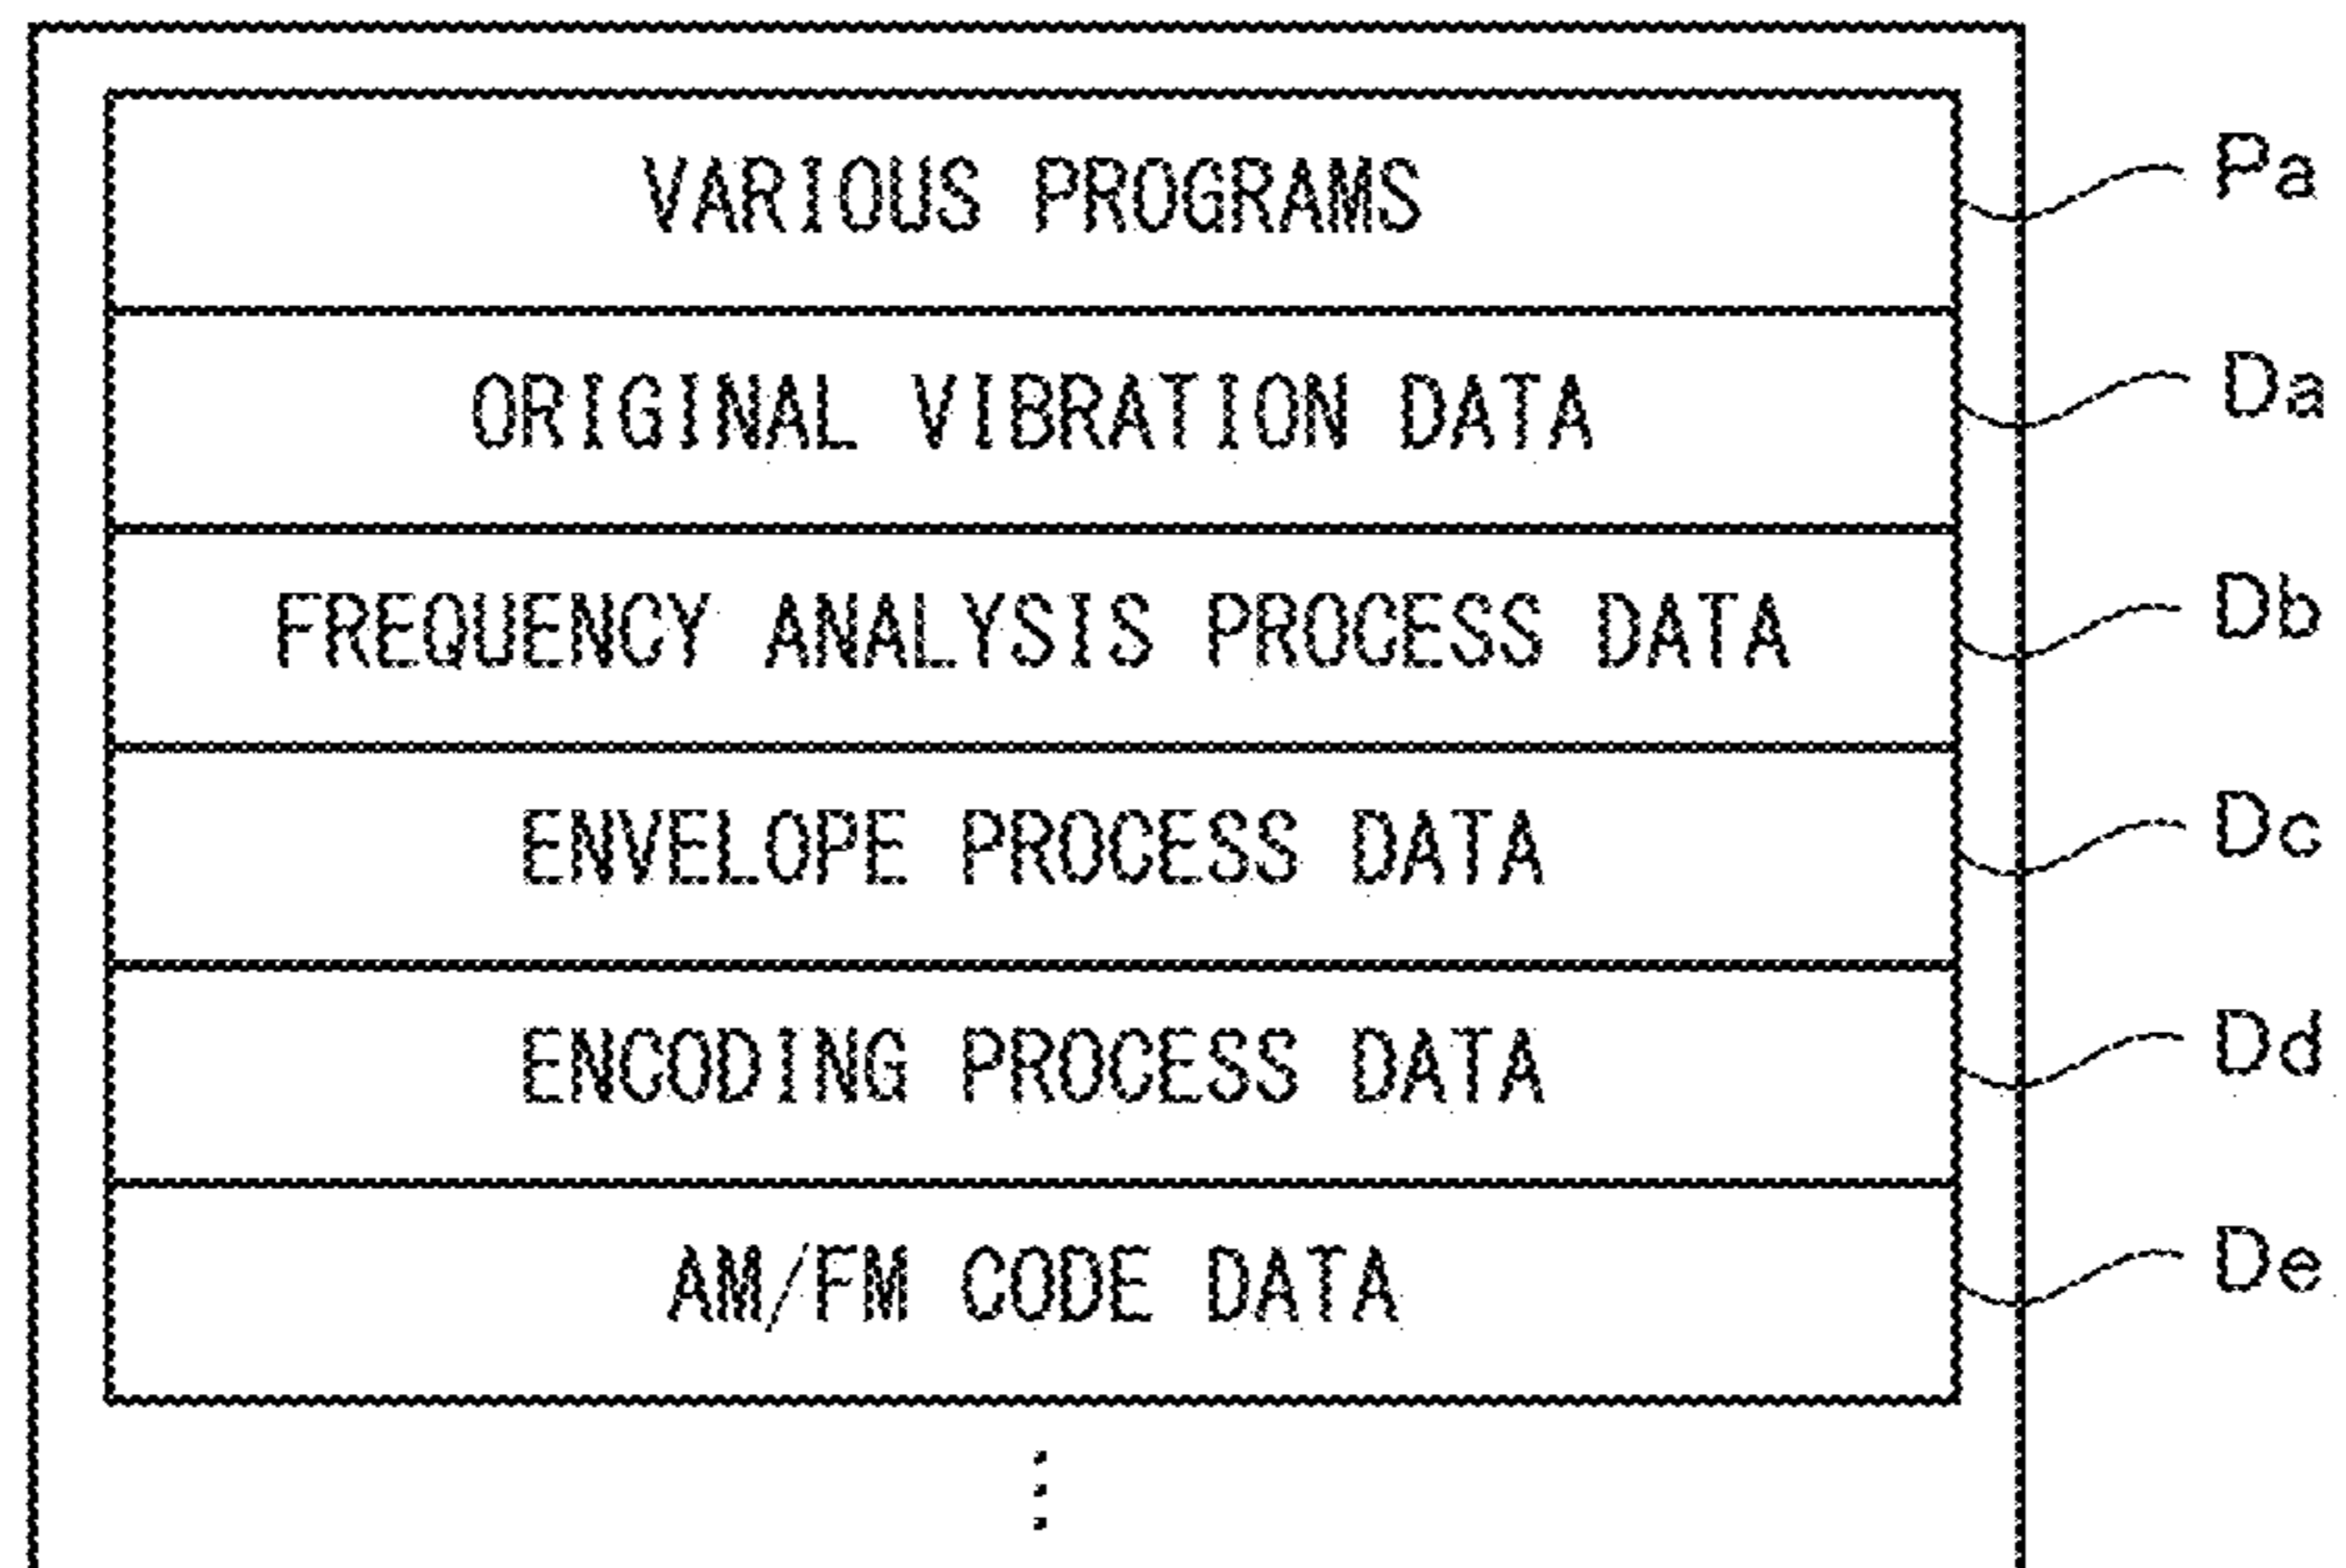 VARIOUS PROGRAMS Pa
ORIGINAL VIBRATION DATA Da
FREQUENCY ANALYSIS PROCESS DATA Db
ENVELOPE PROCESS DATA Dc
ENCODING PROCESS DATA Dd
AM/FM CODE DATA De